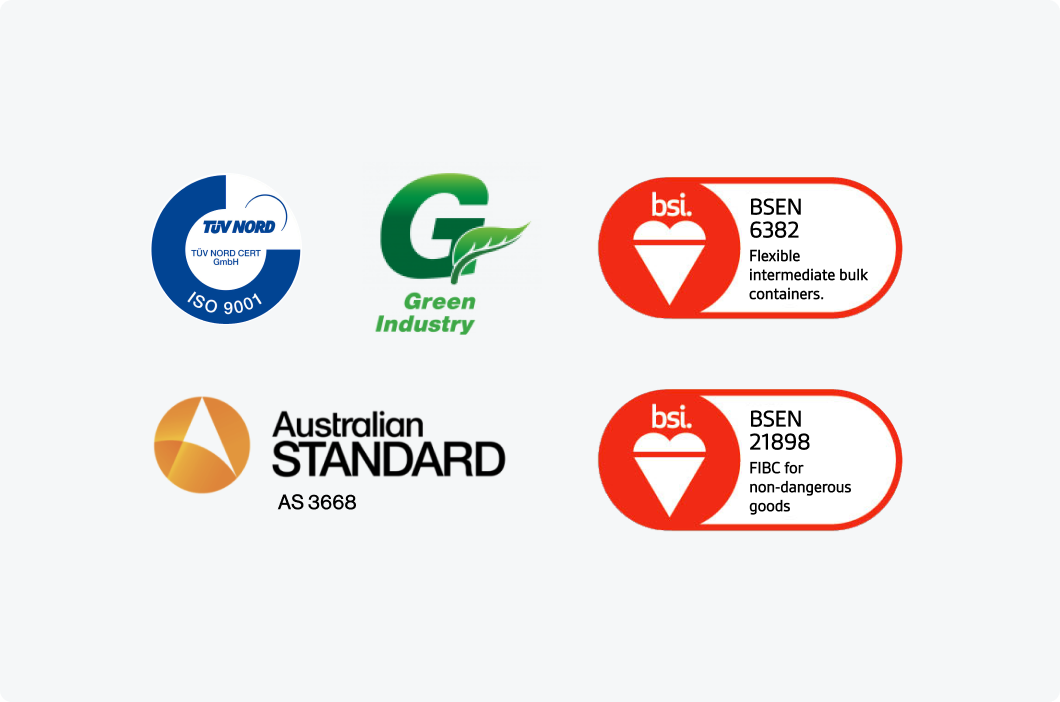 TÜV NORD
TÜV NORD CERT
GmbH
ISO 9001
G
Green
Industry
bsi.
BSEN
6382
Flexible
intermediate bulk
containers.
Australian
STANDARD
AS 3668
bsi.
BSEN
21898
FIBC for
non-dangerous
goods